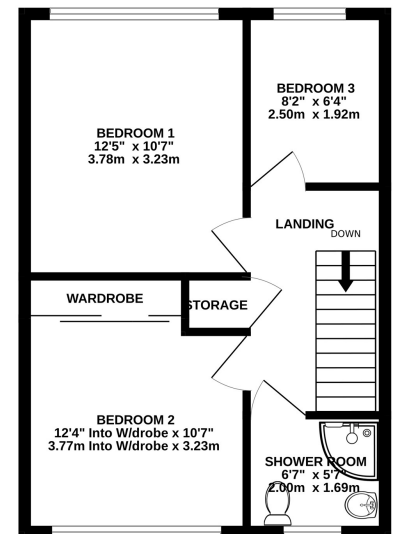 BEDROOM 1
12'5" x 10'7"
3.78m x 3.23m
BEDROOM 3
8'2" x 6'4"
2.50m x 1.92m
LANDING
DOWN
WARDROBE
STORAGE
BEDROOM 2
12'4" Into W/drobe x 10'7"
3.77m Into W/drobe x 3.23m
SHOWER ROOM
6'7" x 5'7"
2.00m x 1.69m